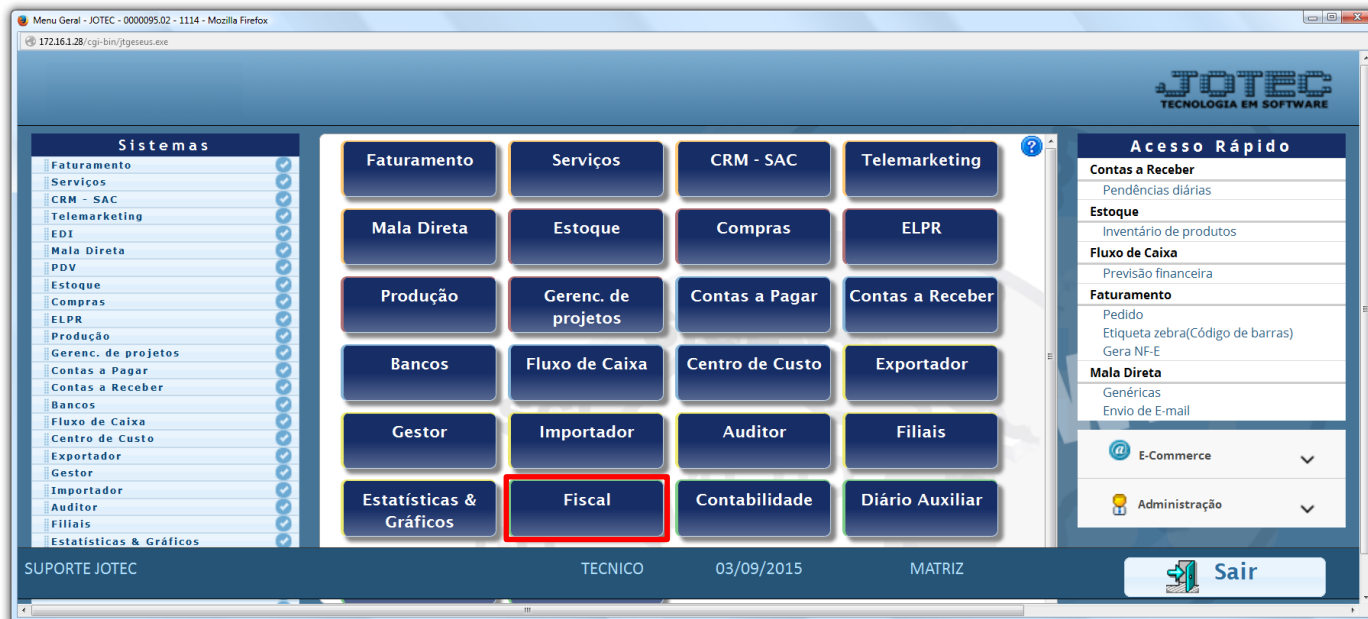 Menu Geral - JOTEC - 0000095.02 - 1114 - Mozilla Firefox
172.16.1.28/cgi-bin/jtgeseus.exe
JOTEC
TECNOLOGIA EM SOFTWARE
Sistemas
Faturamento
Serviços
CRM - SAC
Telemarketing
EDI
Mala Direta
PDV
Estoque
Compras
ELPR
Produção
Gerenc. de projetos
Contas a Pagar
Contas a Receber
Bancos
Fluxo de Caixa
Centro de Custo
Exportador
Gestor
Importador
Auditor
Filiais
Estatísticas & Gráficos
Faturamento
Serviços
CRM - SAC
Telemarketing
Mala Direta
Estoque
Compras
ELPR
Produção
Gerenc. de
projetos
Contas a Pagar
Contas a Receber
Bancos
Fluxo de Caixa
Centro de Custo
Exportador
Gestor
Importador
Auditor
Filiais
Estatísticas &
Gráficos
Fiscal
Contabilidade
Diário Auxiliar
?
Acesso Rápido
Contas a Receber
Pendências diárias
Estoque
Inventário de produtos
Fluxo de Caixa
Previsão financeira
Faturamento
Pedido
Etiqueta zebra(Código de barras)
Gera NF-E
Mala Direta
Genéricas
Envio de E-mail
@ E-Commerce
Administração
SUPORTE JOTEC
TECNICO
03/09/2015
MATRIZ
Sair